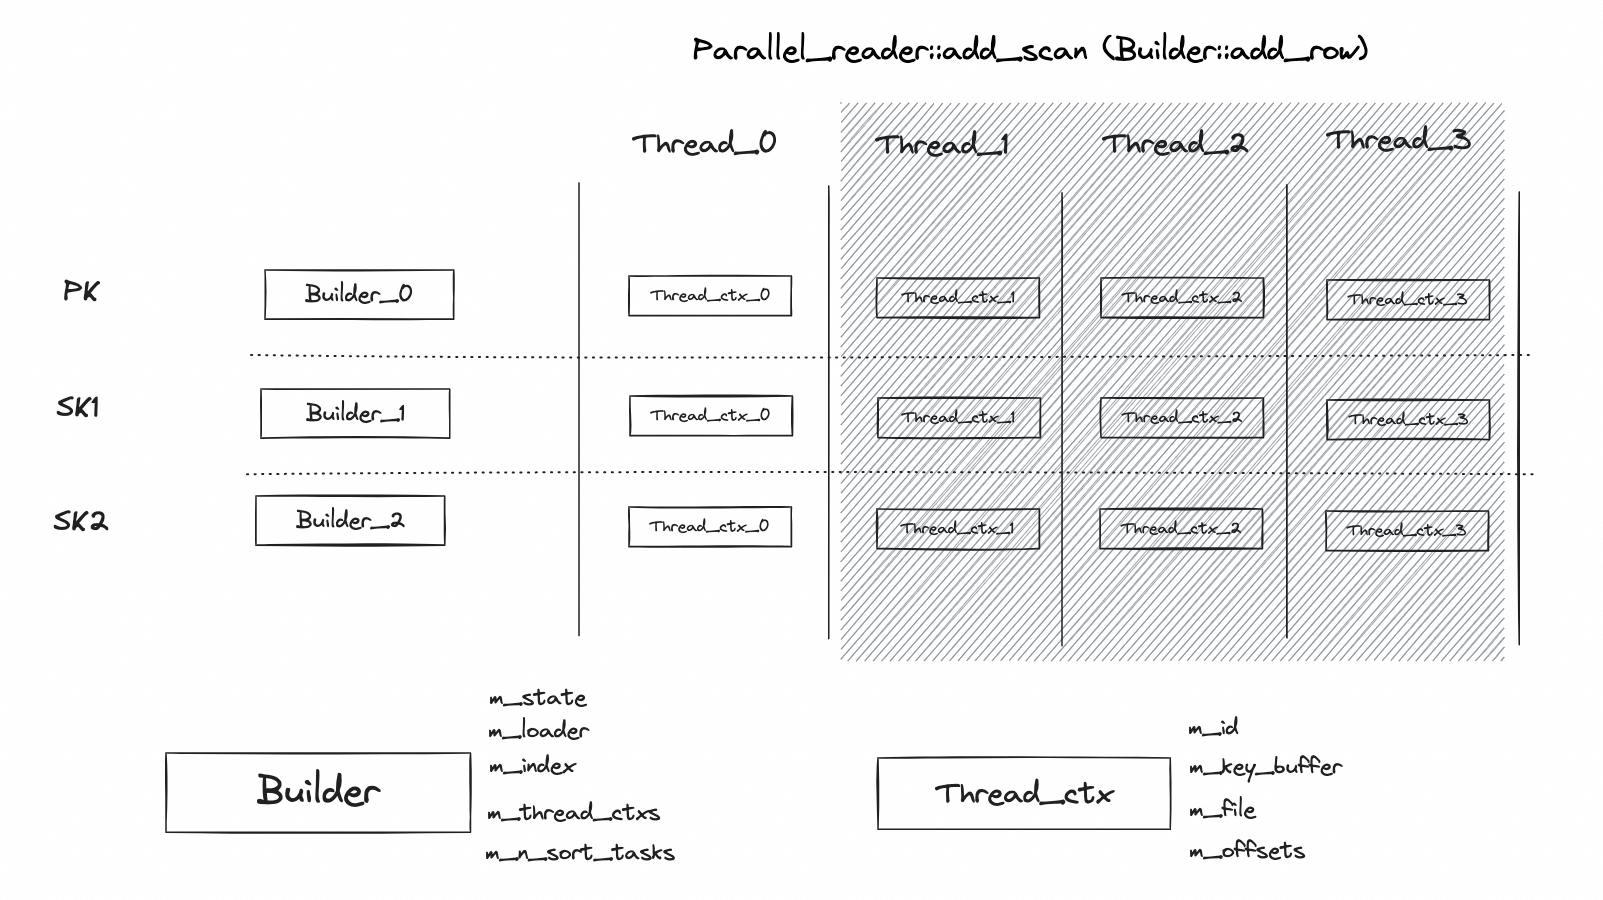 Parallel_reader::add_scan (Builder::add_row)
Thread_0 Thread_1 Thread_2 Thread_3
PK Builder_0 Thread_ctx_0 Thread_ctx_1 Thread_ctx_2 Thread_ctx_3
SK1 Builder_1 Thread_ctx_0 Thread_ctx_1 Thread_ctx_2 Thread_ctx_3
SK2 Builder_2 Thread_ctx_0 Thread_ctx_1 Thread_ctx_2 Thread_ctx_3
Builder
m_state
m_loader
m_index
m_thread_ctxs
m_n_sort_tasks
Thread_ctx
m_id
m_key_buffer
m_file
m_offsets